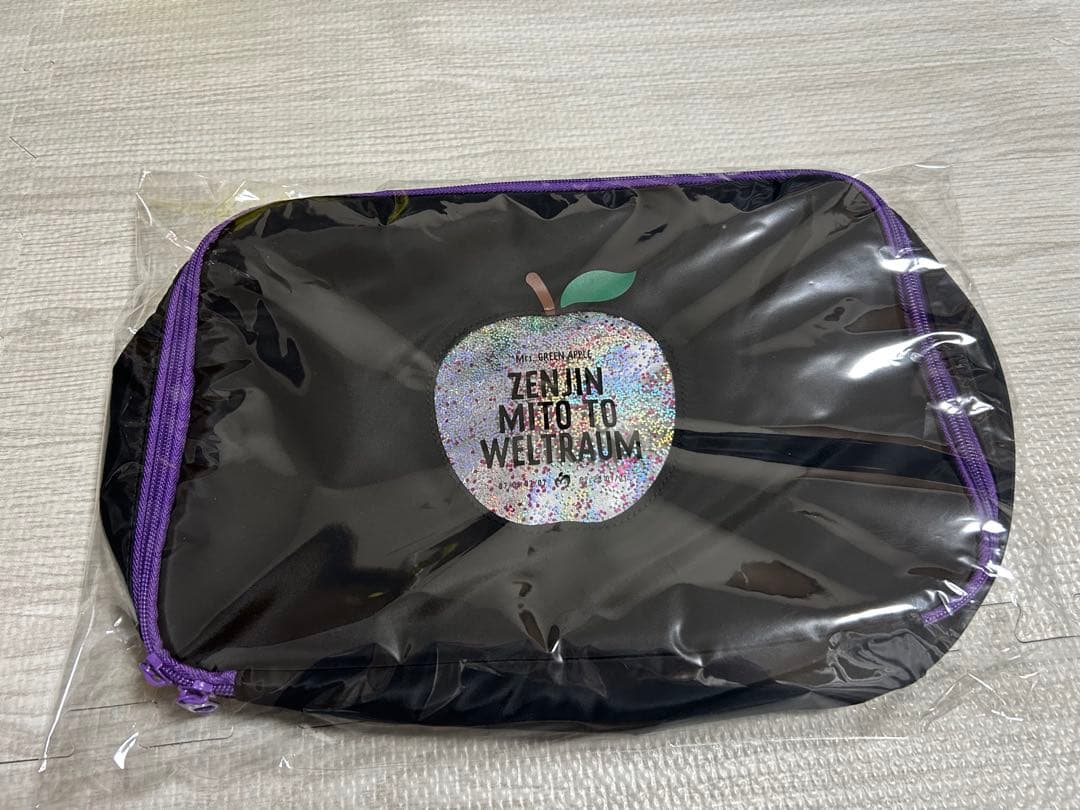 Mrs. GREEN APPLE
ZENJIN
MITO TO
WELTRAUM